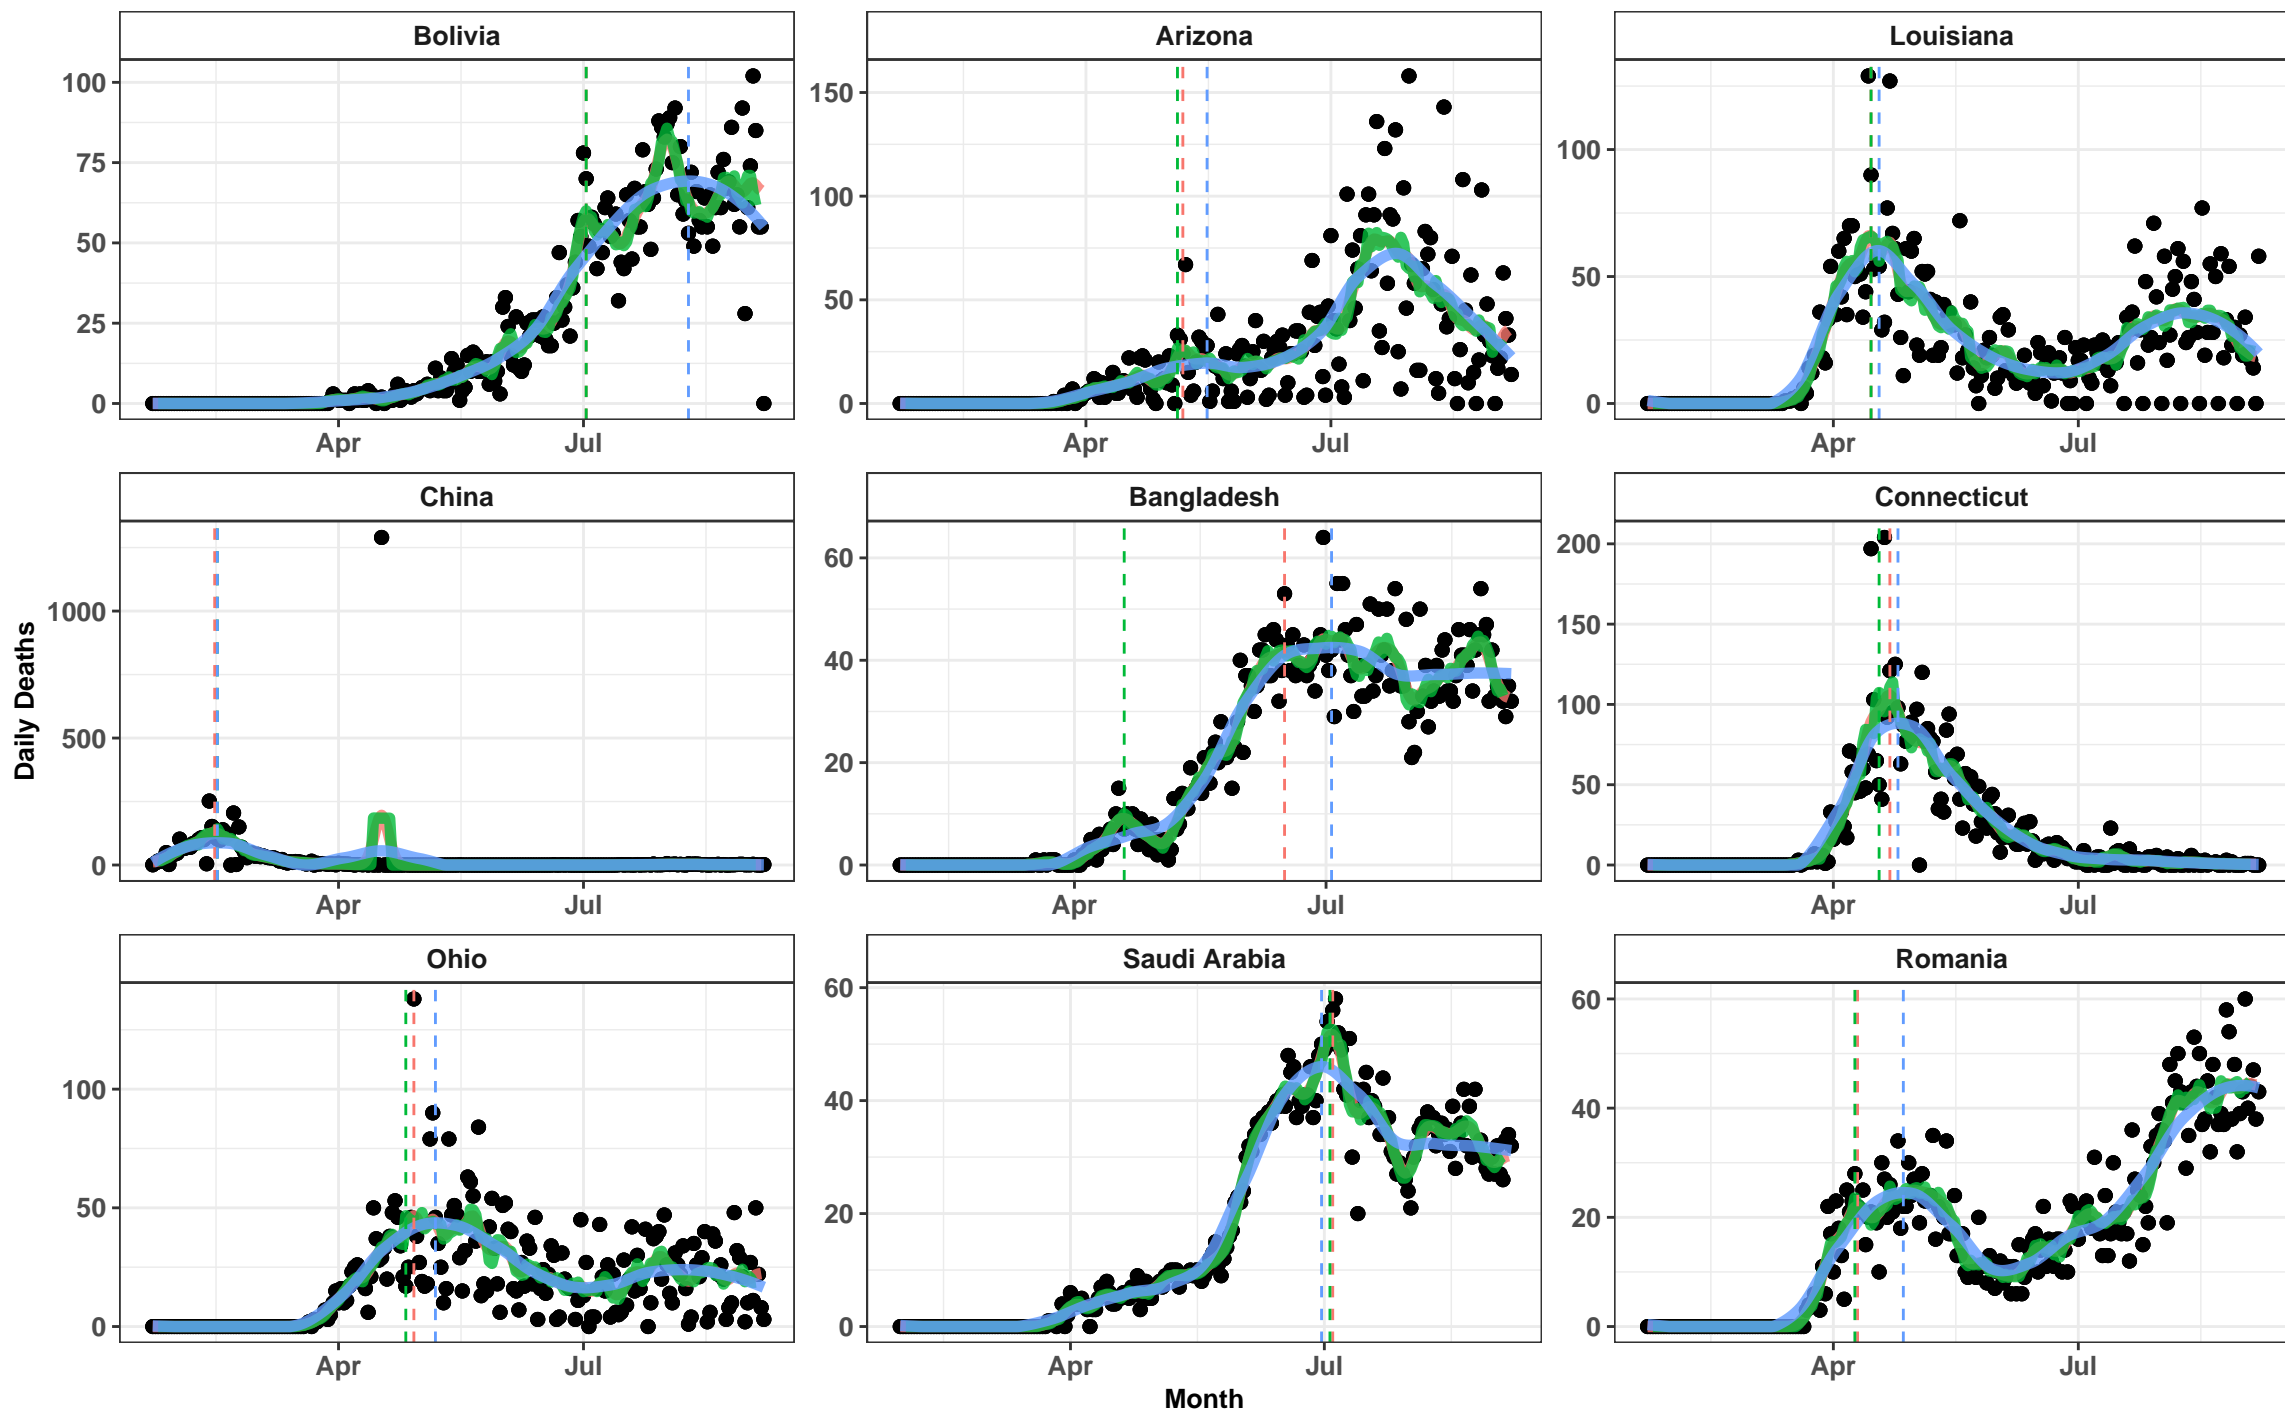 Bolivia
Arizona
Louisiana
100
75
50
25
0
Apr
Jul
150
100
50
0
Apr
Jul
100
50
0
Apr
Jul
China
Bangladesh
Connecticut
Daily Deaths
1000
500
0
Apr
Jul
60
40
20
0
Apr
Jul
200
150
100
50
0
Apr
Jul
Ohio
Saudi Arabia
Romania
100
50
0
Apr
Jul
60
40
20
0
Apr
Jul
60
40
20
0
Apr
Jul
Month